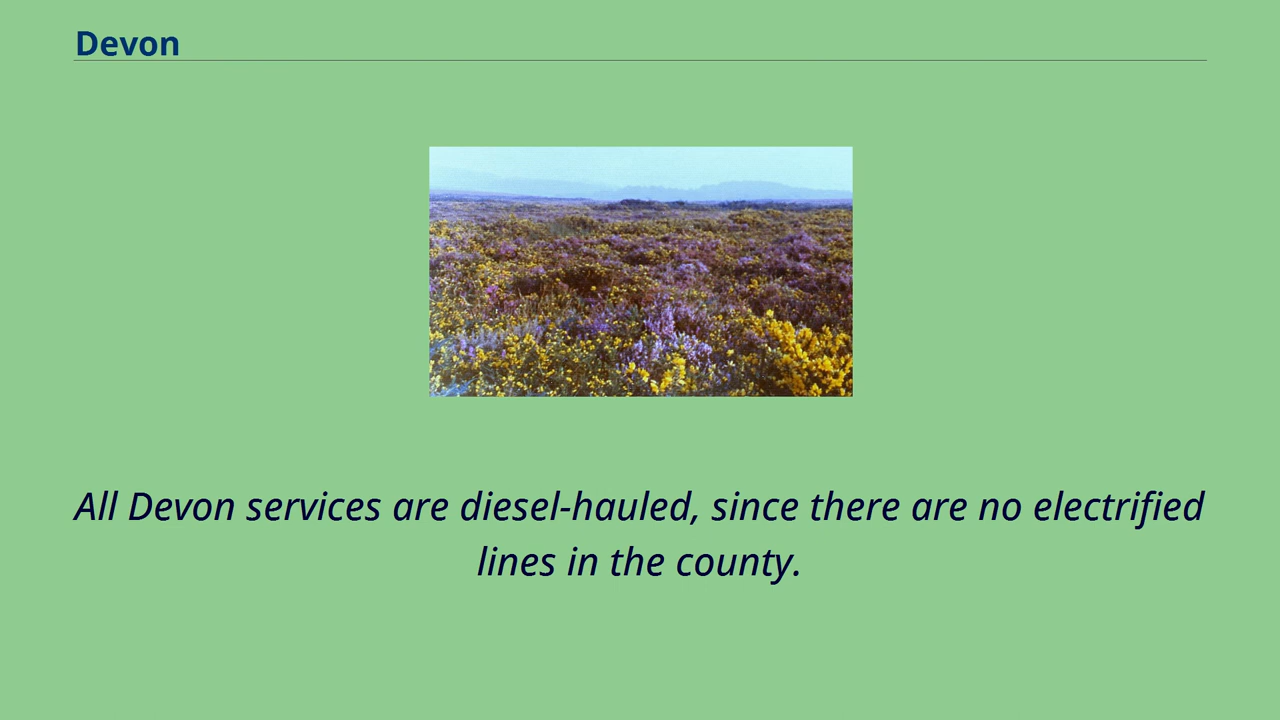 Devon
All Devon services are diesel-hauled, since there are no electrified
lines in the county.